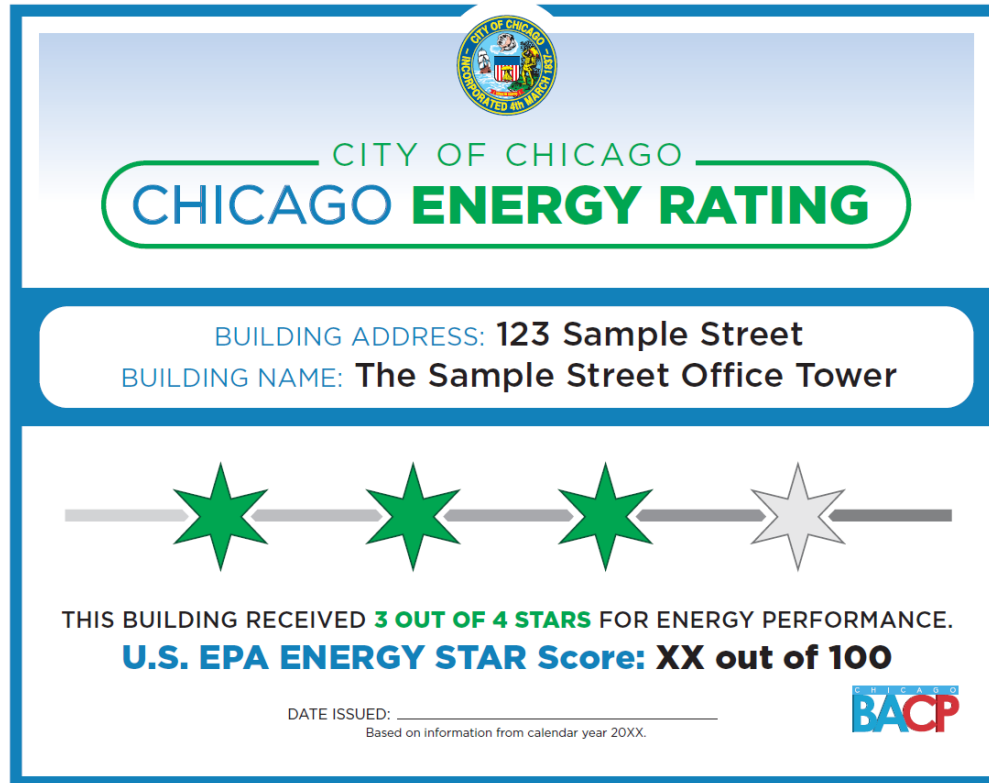 CITY OF CHICAGO
INCORPORATED 4th MARCH 1837
CITY OF CHICAGO
CHICAGO ENERGY RATING
BUILDING ADDRESS: 123 Sample Street
BUILDING NAME: The Sample Street Office Tower
THIS BUILDING RECEIVED 3 OUT OF 4 STARS FOR ENERGY PERFORMANCE.
U.S. EPA ENERGY STAR Score: XX out of 100
DATE ISSUED:
Based on information from calendar year 20XX.
CHICAGO
BACP